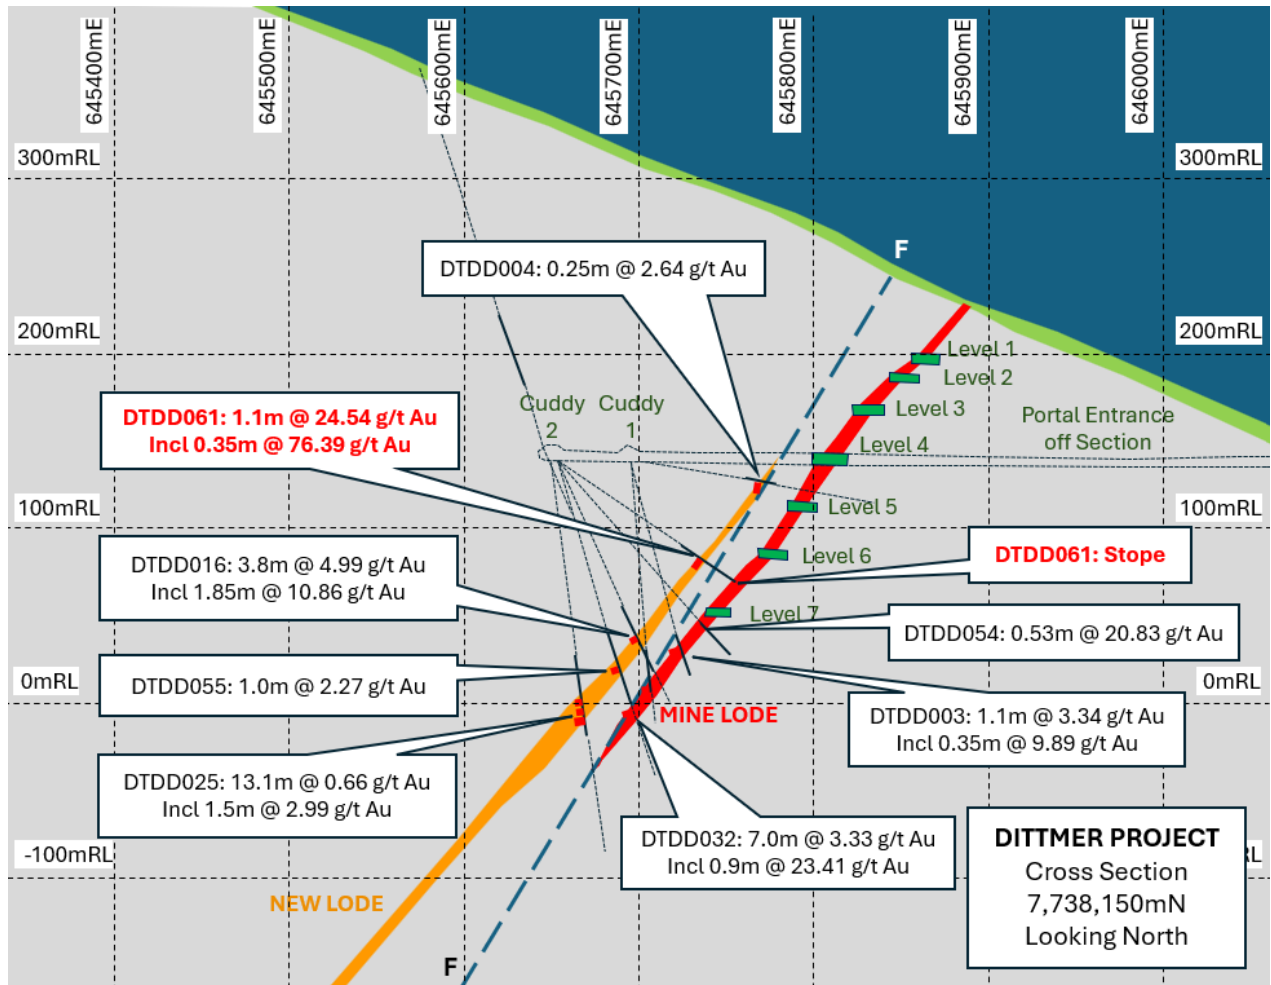 645400mE
645500mE
645600mE
645700mE
645800mE
645900mE
646000mE
300mRL
300mRL
F
DTDD004: 0.25m @ 2.64 g/t Au
200mRL
200mRL
Level 1
Level 2
Level 3
Cuddy
2
Cuddy
1
DTDD061: 1.1m @ 24.54 g/t Au
Incl 0.35m @ 76.39 g/t Au
Portal Entrance
off Section
Level 4
100mRL
100mRL
Level 5
Level 6
DTDD061: Stope
DTDD016: 3.8m @ 4.99 g/t Au
Incl 1.85m @ 10.86 g/t Au
Level 7
DTDD054: 0.53m @ 20.83 g/t Au
0mRL
0mRL
DTDD055: 1.0m @ 2.27 g/t Au
MINE LODE
DTDD003: 1.1m @ 3.34 g/t Au
Incl 0.35m @ 9.89 g/t Au
DTDD025: 13.1m @ 0.66 g/t Au
Incl 1.5m @ 2.99 g/t Au
DTDD032: 7.0m @ 3.33 g/t Au
Incl 0.9m @ 23.41 g/t Au
-100mRL
DITTMER PROJECT
Cross Section
7,738,150mN
Looking North
NEW LODE
F